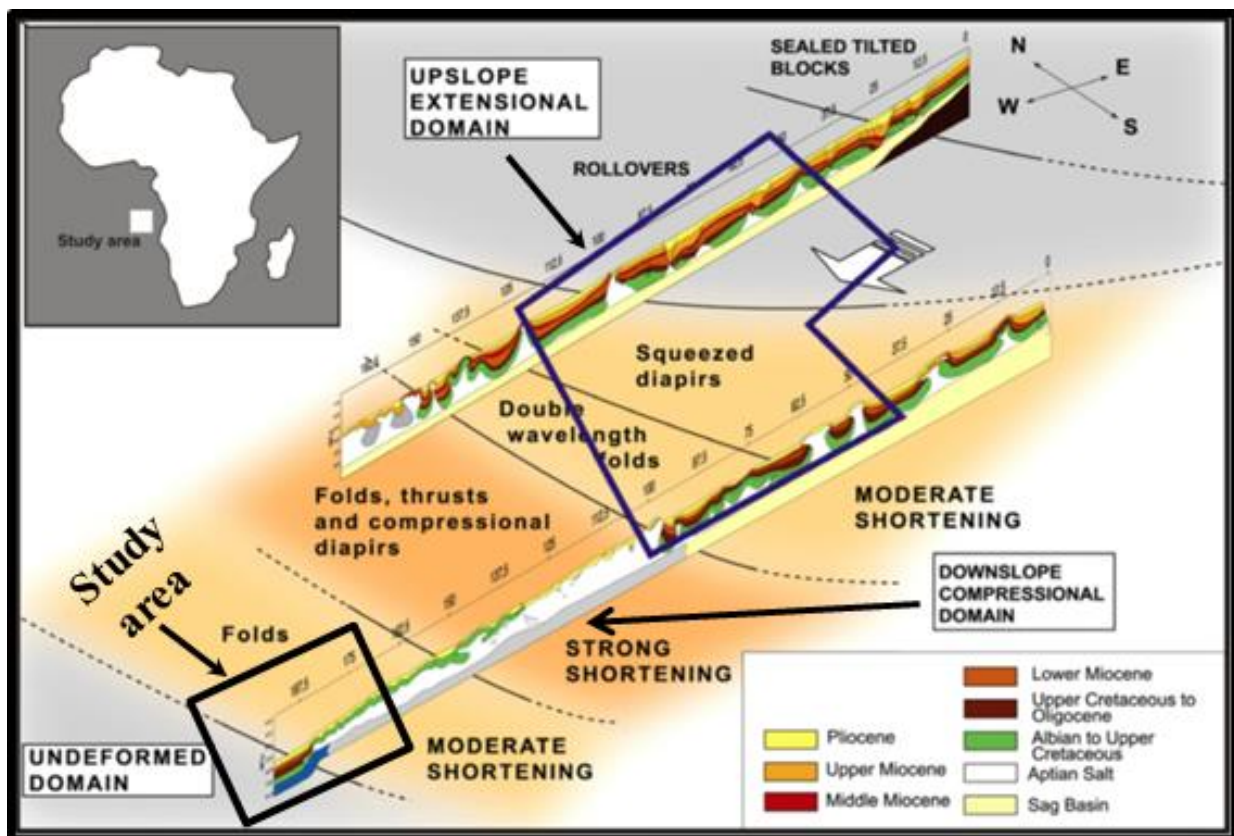 Study area
UPSLOPE
EXTENSIONAL
DOMAIN
SEALED TILTED
BLOCKS
N
E
W
S
ROLLOVERS
Squeezed
diapirs
Double
wavelength
folds
Folds, thrusts
and compressional
diapirs
MODERATE
SHORTENING
DOWNSLOPE
COMPRESSIONAL
DOMAIN
Study
area
Folds
STRONG
SHORTENING
UNDEFORMED
DOMAIN
MODERATE
SHORTENING
Pliocene
Upper Miocene
Middle Miocene
Lower Miocene
Upper Cretaceous to
Oligocene
Albian to Upper
Cretaceous
Aptian Salt
Sag Basin